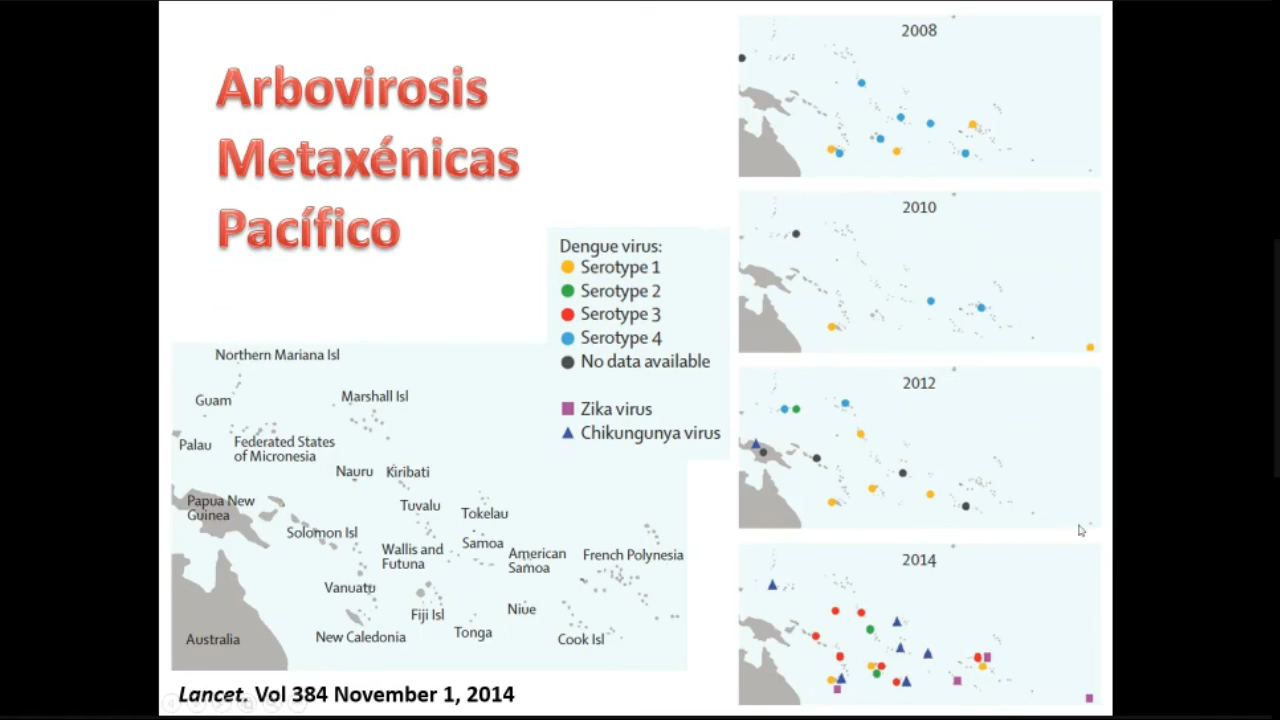 Arbovirosis
Metaxénicas
Pacífico
Dengue virus:
Serotype 1
Serotype 2
Serotype 3
Serotype 4
No data available
Zika virus
Chikungunya virus
Northern Mariana Isl
Guam
Marshall Isl
Palau
Federated States
of Micronesia
Nauru
Kiribati
Papua New
Guinea
Tuvalu
Tokelau
Solomon Isl
Wallis and
Futuna
Samoa
American
Samoa
French Polynesia
Vanuatu
Fiji Isl
Niue
Australia
New Caledonia
Tonga
Cook Isl
Lancet. Vol 384 November 1, 2014
2008
2010
2012
2014